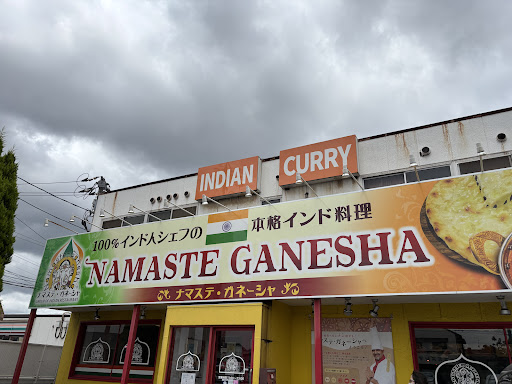 INDIAN CURRY
100%インド人シェフの 本格インド料理
NAMASTE GANESHA
ナマステ・ガネーシャ